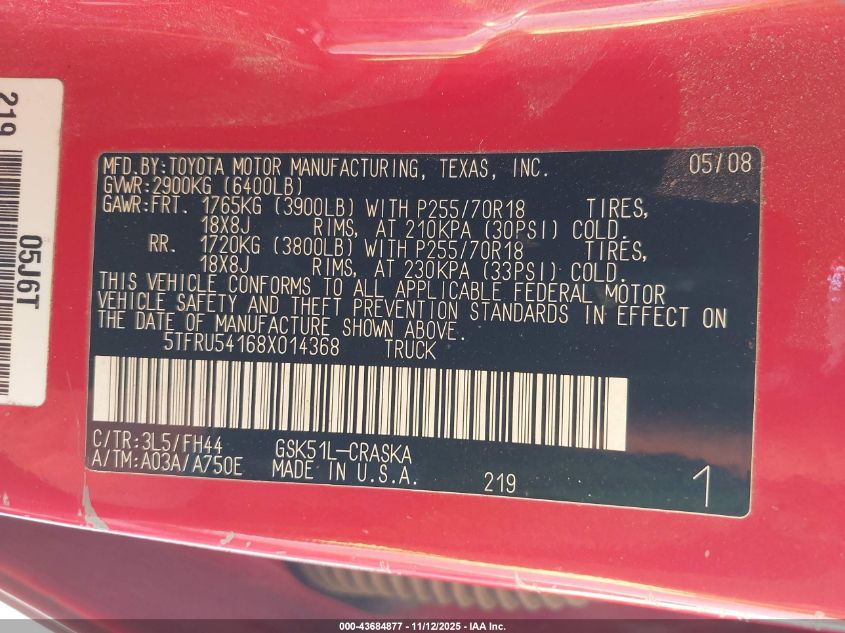 219
05J6T
MFD.BY:TOYOTA MOTOR MANUFACTURING, TEXAS, INC. 05/08
GVWR:2900KG (6400LB)
GAWR:FRT. 1765KG (3900LB) WITH P255/70R18 TIRES,
18X8J RIMS, AT 210KPA (30PSI) COLD.
RR. 1720KG (3800LB) WITH P255/70R18 TIRES,
18X8J RIMS, AT 230KPA (33PSI) COLD.
THIS VEHICLE CONFORMS TO ALL APPLICABLE FEDERAL MOTOR
VEHICLE SAFETY AND THEFT PREVENTION STANDARDS IN EFFECT ON
THE DATE OF MANUFACTURE SHOWN ABOVE.
5TFRU54168X014368 TRUCK
C/TR:3L5/FH44 GSK51L-CRASKA
A/TM:A03A/A750E MADE IN U.S.A. 219 1
000-43684877 - 11/12/2025 - IAA Inc.